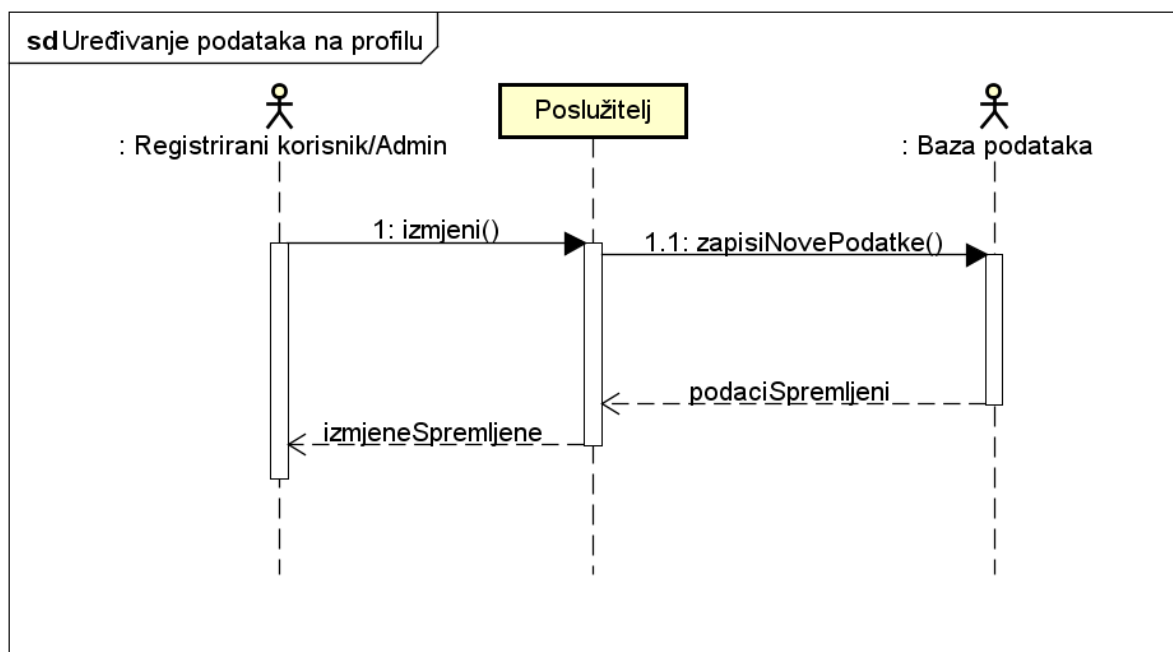 sd Uređivanje podataka na profilu
: Registrirani korisnik/Admin
Poslužitelj
: Baza podataka
1: izmjeni()
1.1: zapisiNovePodatke()
podaciSpremljeni
izmjeneSpremljene